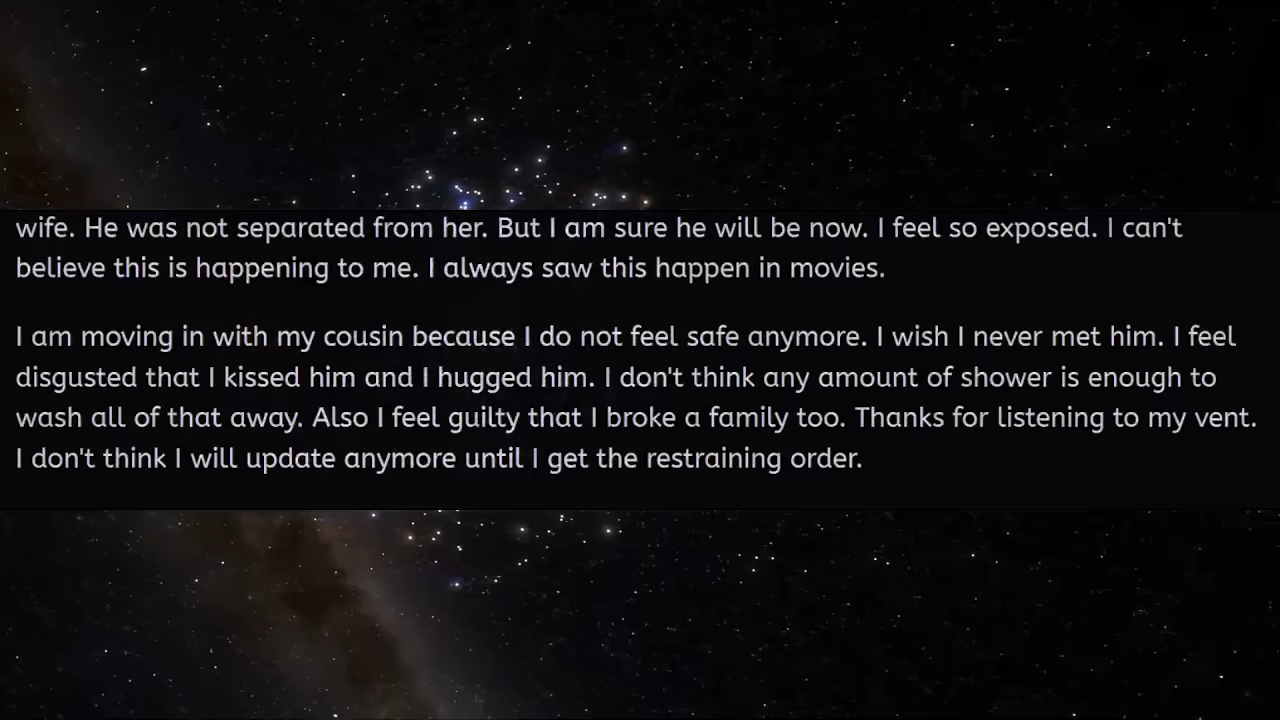 wife. He was not separated from her. But I am sure he will be now. I feel so exposed. I can't
believe this is happening to me. I always saw this happen in movies.
I am moving in with my cousin because I do not feel safe anymore. I wish I never met him. I feel
disgusted that I kissed him and I hugged him. I don't think any amount of shower is enough to
wash all of that away. Also I feel guilty that I broke a family too. Thanks for listening to my vent.
I don't think I will update anymore until I get the restraining order.